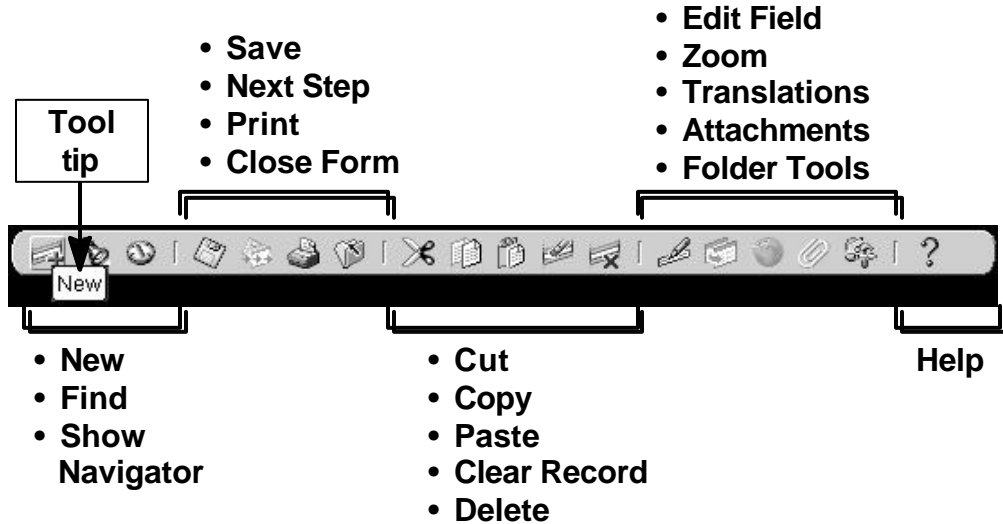 • Save
• Next Step
• Print
• Close Form
• Edit Field
• Zoom
• Translations
• Attachments
• Folder Tools
Tool
tip
New
?
• New
• Find
• Show
Navigator
• Cut
• Copy
• Paste
• Clear Record
• Delete
Help